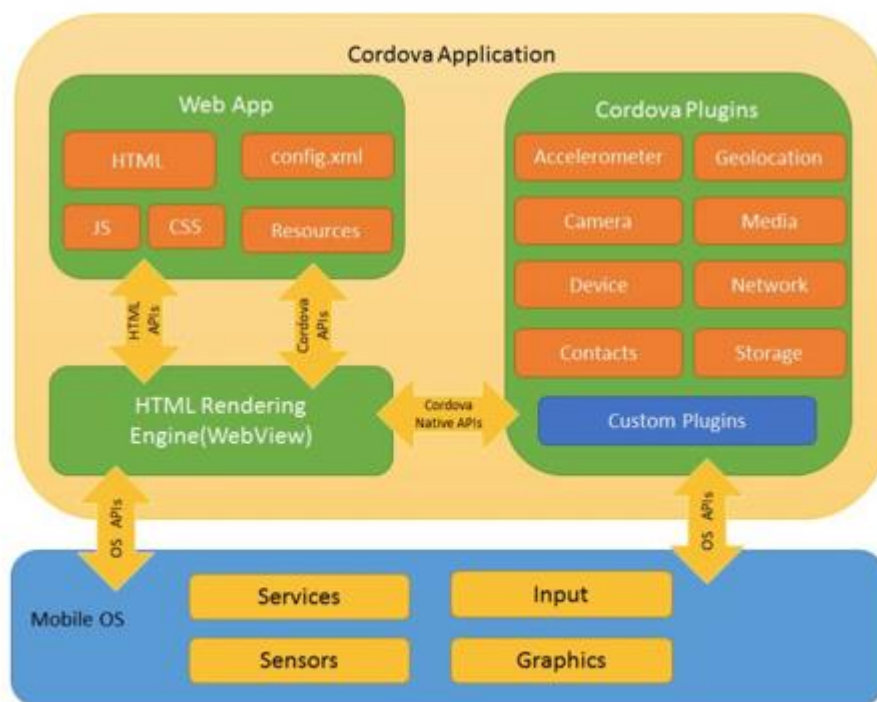 Cordova Application
Web App
HTML
config.xml
JS
CSS
Resources
HTML
APIs
Cordova
APIs
HTML Rendering
Engine(WebView)
Cordova
Native APIs
Cordova Plugins
Accelerometer
Geolocation
Camera
Media
Device
Network
Contacts
Storage
Custom Plugins
OS APIs
OS APIs
Mobile OS
Services
Input
Sensors
Graphics